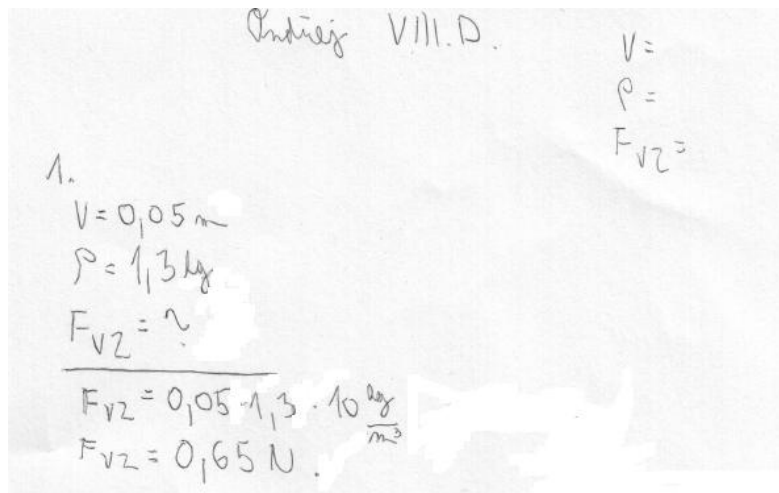 Ondřej VIII.D.
V =
ρ =
Fvz =
1.
V = 0,05 m
ρ = 1,3 kg
Fvz = ?
Fvz = 0,05 · 1,3 · 10 kg/m³
Fvz = 0,65 N.